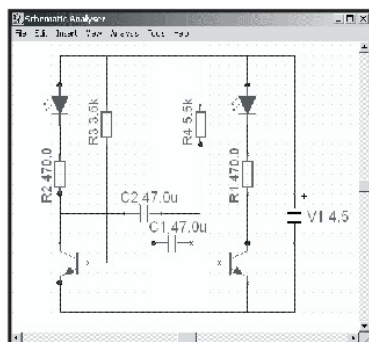 Schematic Analyser
File Edit Insert View Analysis Tools Help
R2 470.0
R3 3.6k
R4 5.5k
R1 470.0
C2 47.0u
C1 47.0u
+
V1 4.5